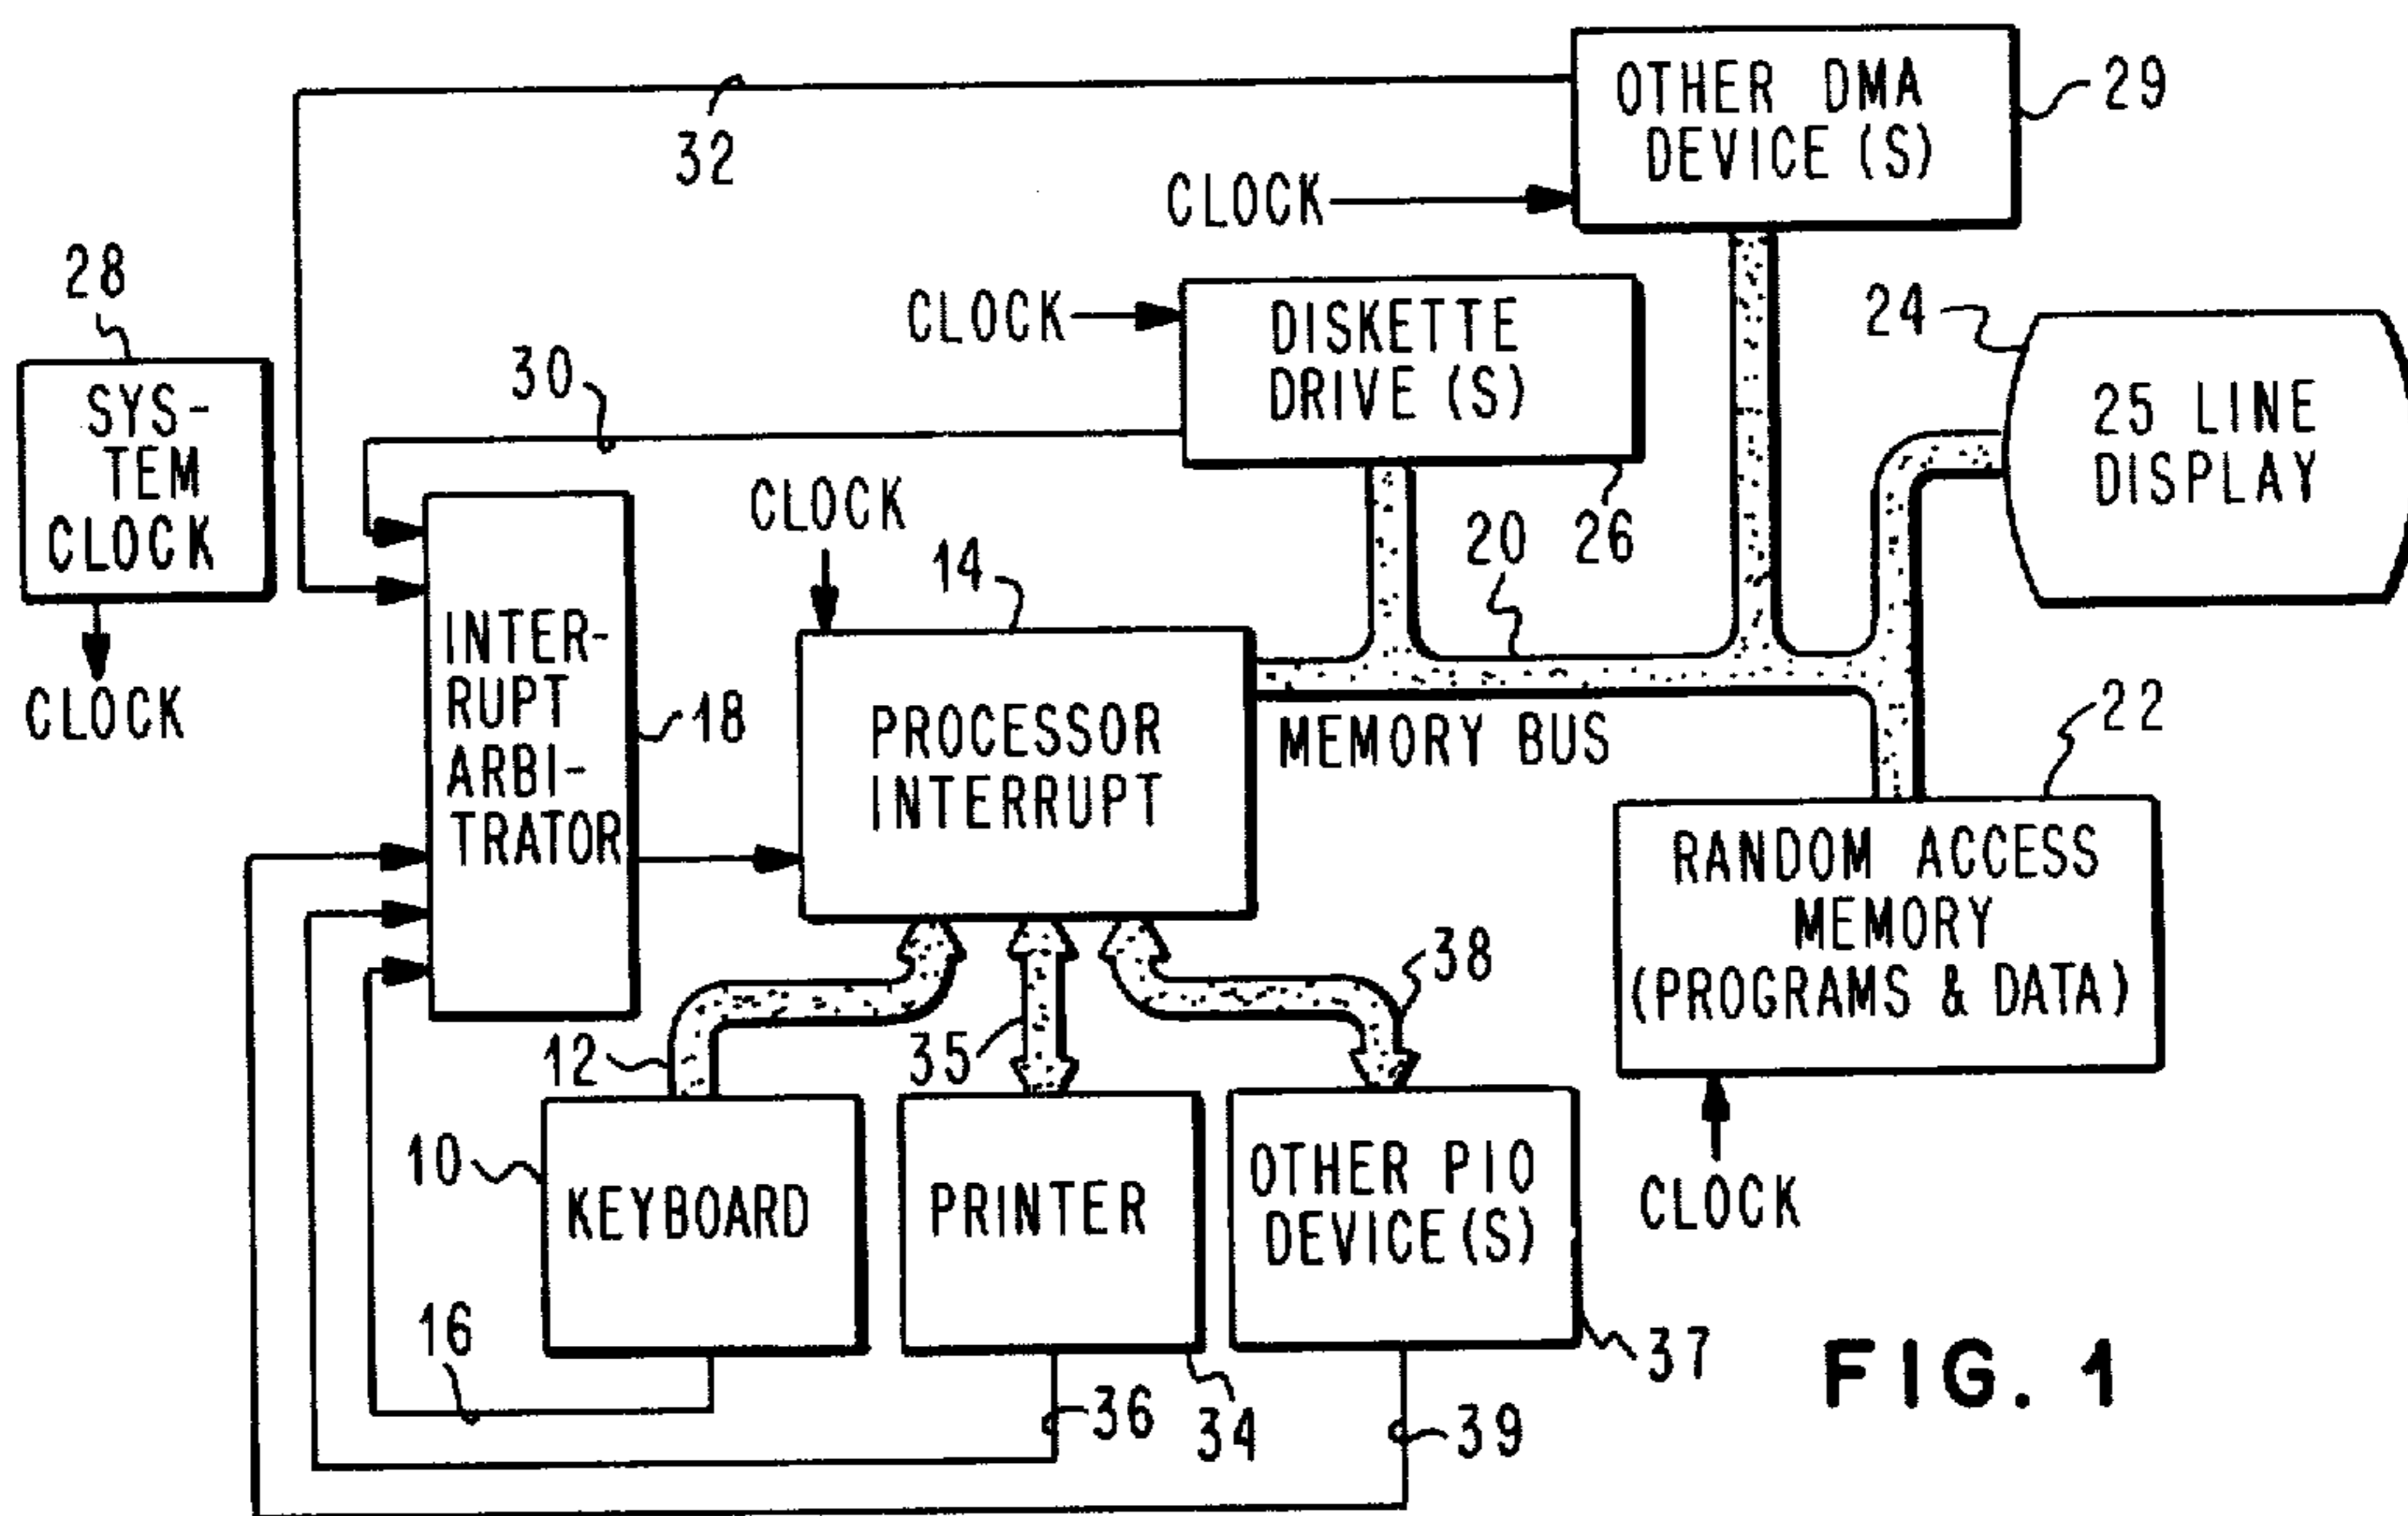 OTHER DMA
DEVICE (S)
29
32
CLOCK
28
CLOCK
DISKETTE
DRIVE (S)
24
25 LINE
DISPLAY
SYS-
TEM
CLOCK
30
CLOCK
14
20
26
CLOCK
INTER-
RUPT
ARBI-
TRATOR
18
PROCESSOR
INTERRUPT
MEMORY BUS
22
RANDOM ACCESS
MEMORY
(PROGRAMS & DATA)
12
35
38
10
KEYBOARD
PRINTER
OTHER PIO
DEVICE(S)
CLOCK
16
36
34
39
37
FIG. 1